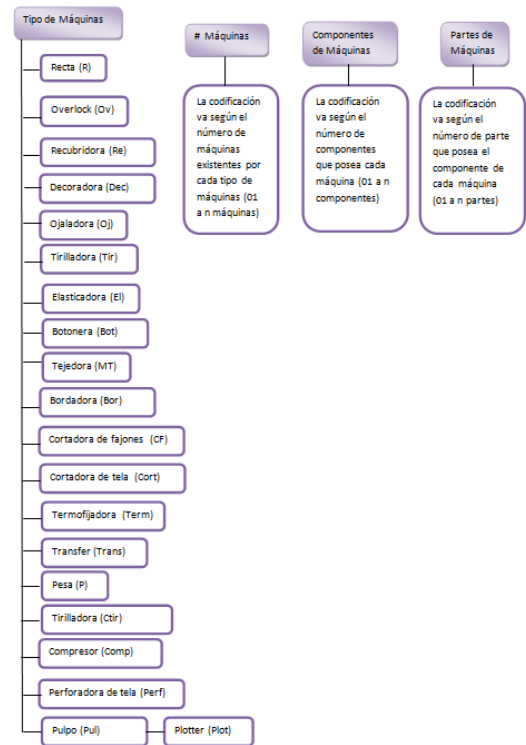 Tipo de Máquinas
Recta (R)
Overlock (Ov)
Recubridora (Re)
Decoradora (Dec)
Ojaladora (Oj)
Tirilladora (Tir)
Elasticadora (El)
Botonera (Bot)
Tejedora (MT)
Bordadora (Bor)
Cortadora de fajones (CF)
Cortadora de tela (Cort)
Termofijadora (Term)
Transfer (Trans)
Pesa (P)
Tirilladora (Ctir)
Compresor (Comp)
Perforadora de tela (Perf)
Pulpo (Pul)
Plotter (Plot)
# Máquinas
La codificación
va según el
número de
máquinas
existentes por
cada tipo de
máquinas (01
a n máquinas)
Componentes
de Máquinas
La codificación
va según el
número de
componentes
que posea cada
máquina (01 a n
componentes)
Partes de
Máquinas
La codificación
va según el
número de parte
que posea el
componente de
cada máquina
(01 a n partes)